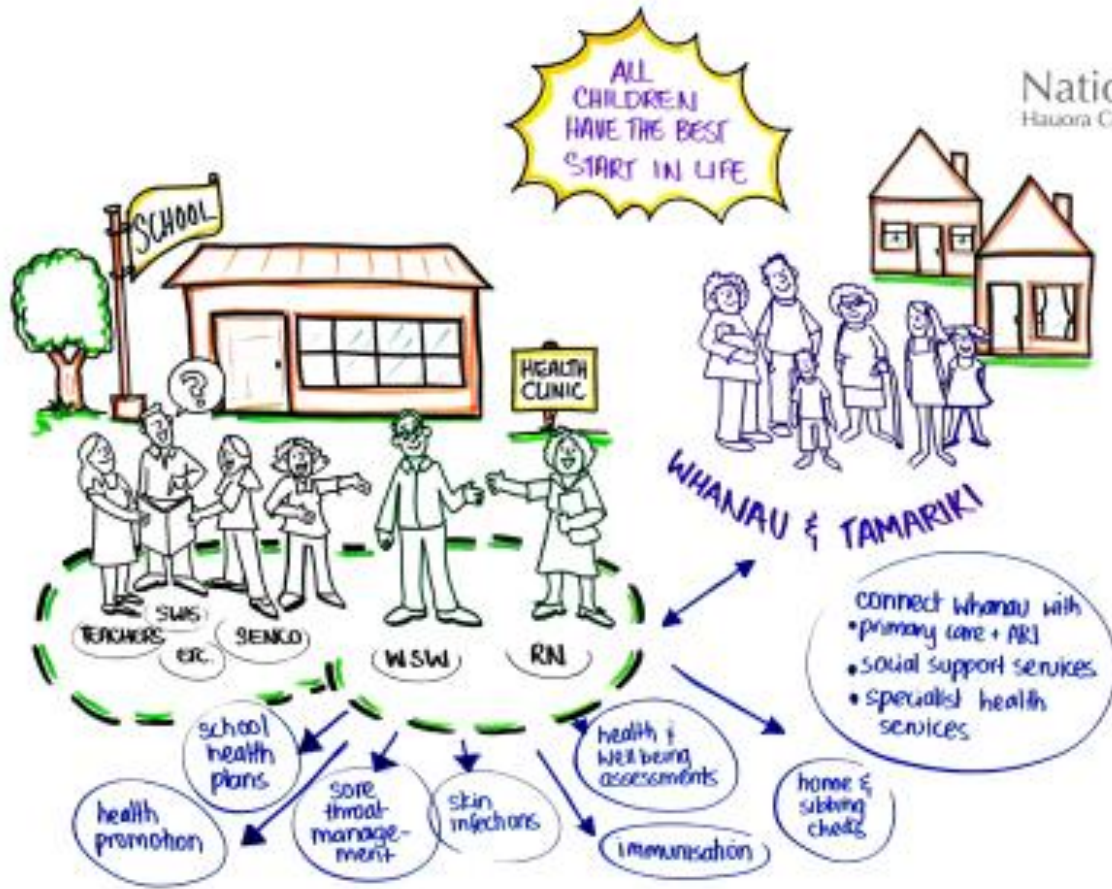 ALL
CHILDREN
HAVE THE BEST
START IN LIFE
Hauora
SCHOOL
?
HEALTH
CLINIC
WHANAU & TAMARIKI
TEACHERS
SWIS
ETC.
SENCO
WSW
RN
connect whanau with
• primary care + ARI
• social support services
• specialist health
services
school
health
plans
health
promotion
sore
throat
manage-
ment
skin
infections
health &
wellbeing
assessments
immunisation
home &
sibling
checks